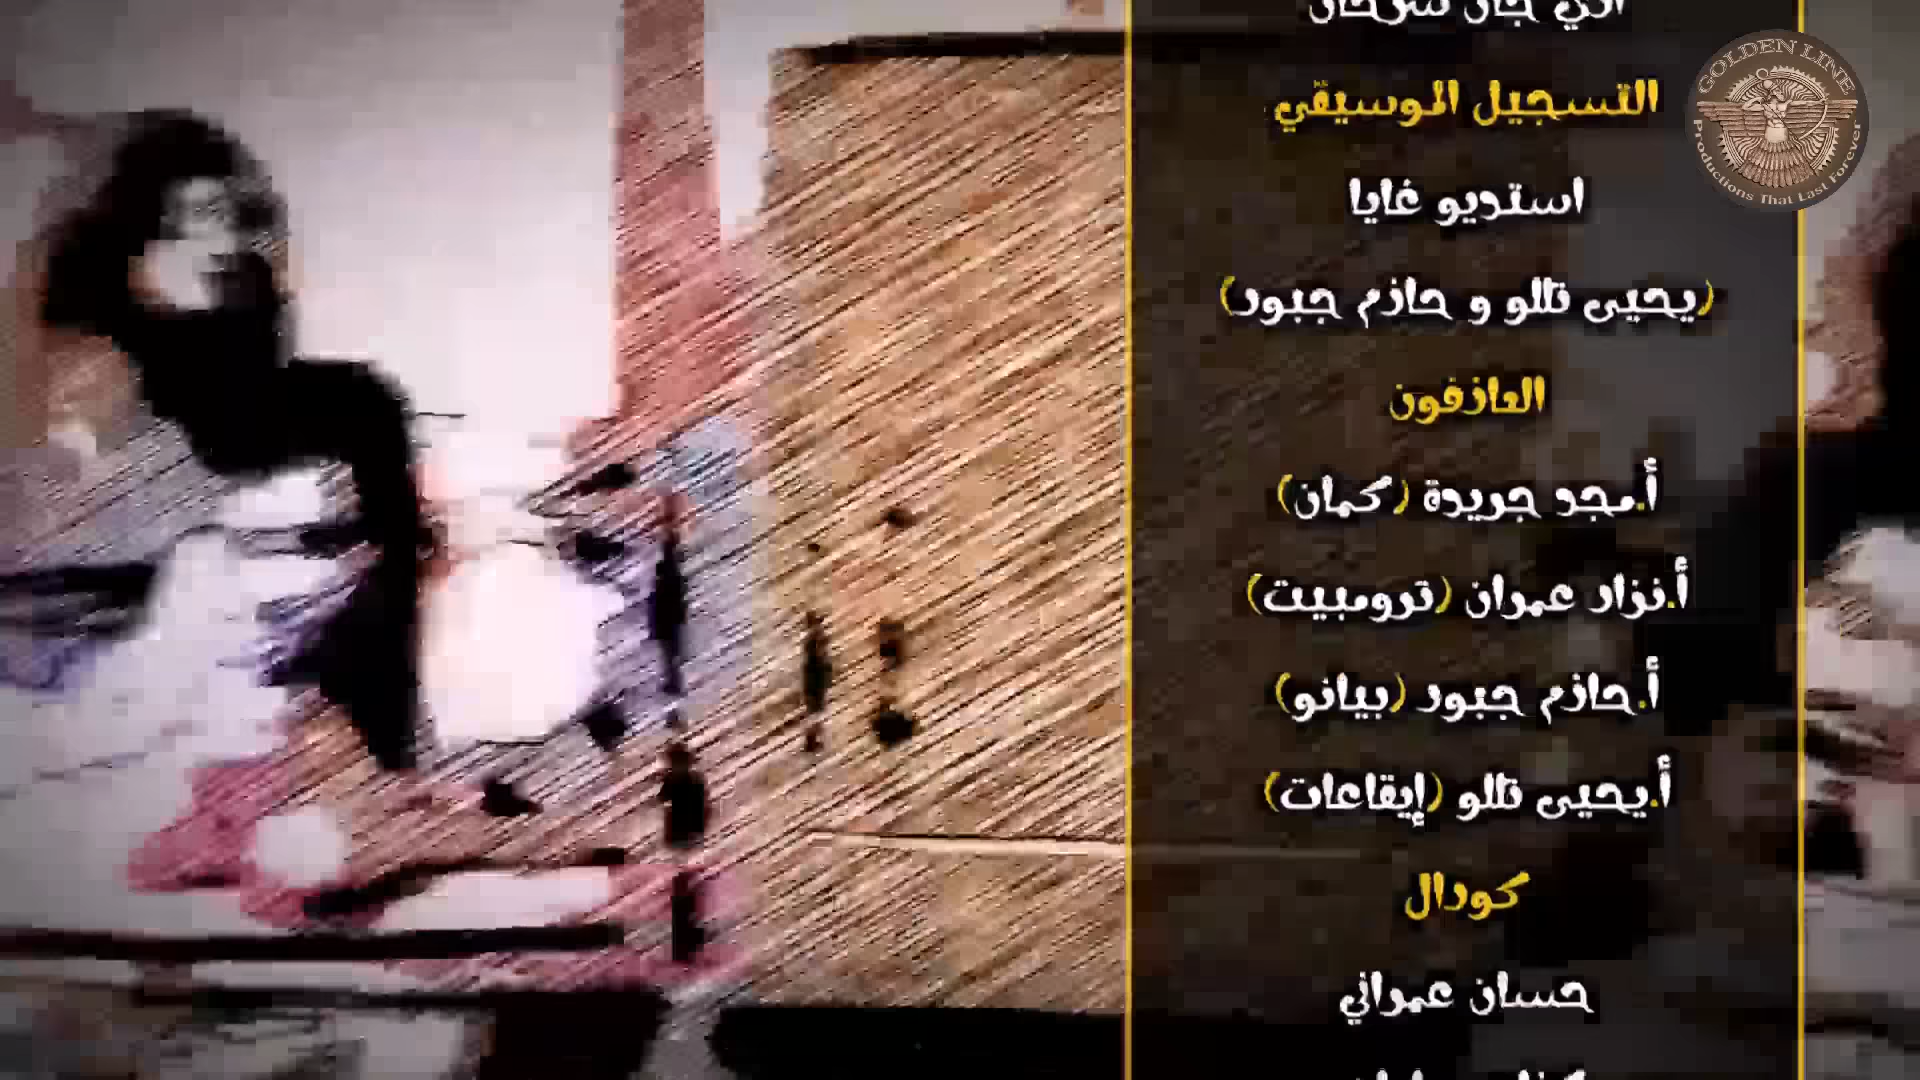 التسجيل الموسيقي
استديو غايا
(يحيى تللو و حازم جبور)
العازفون
أ.مجد جريدة (كمان)
أ.نزار عمران (ترومبيت)
أ.حازم جبور (بيانو)
أ.يحيى تللو (إيقاعات)
كورال
حسان عمراني
GOLDEN LINE
Productions That Last Forever